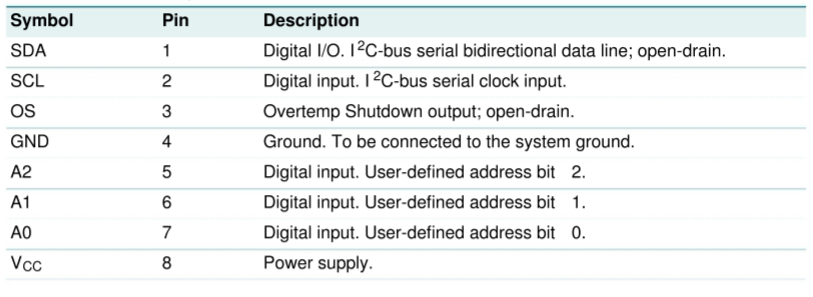 Symbol Pin Description
SDA 1 Digital I/O. I²C-bus serial bidirectional data line; open-drain.
SCL 2 Digital input. I²C-bus serial clock input.
OS 3 Overtemp Shutdown output; open-drain.
GND 4 Ground. To be connected to the system ground.
A2 5 Digital input. User-defined address bit 2.
A1 6 Digital input. User-defined address bit 1.
A0 7 Digital input. User-defined address bit 0.
VCC 8 Power supply.